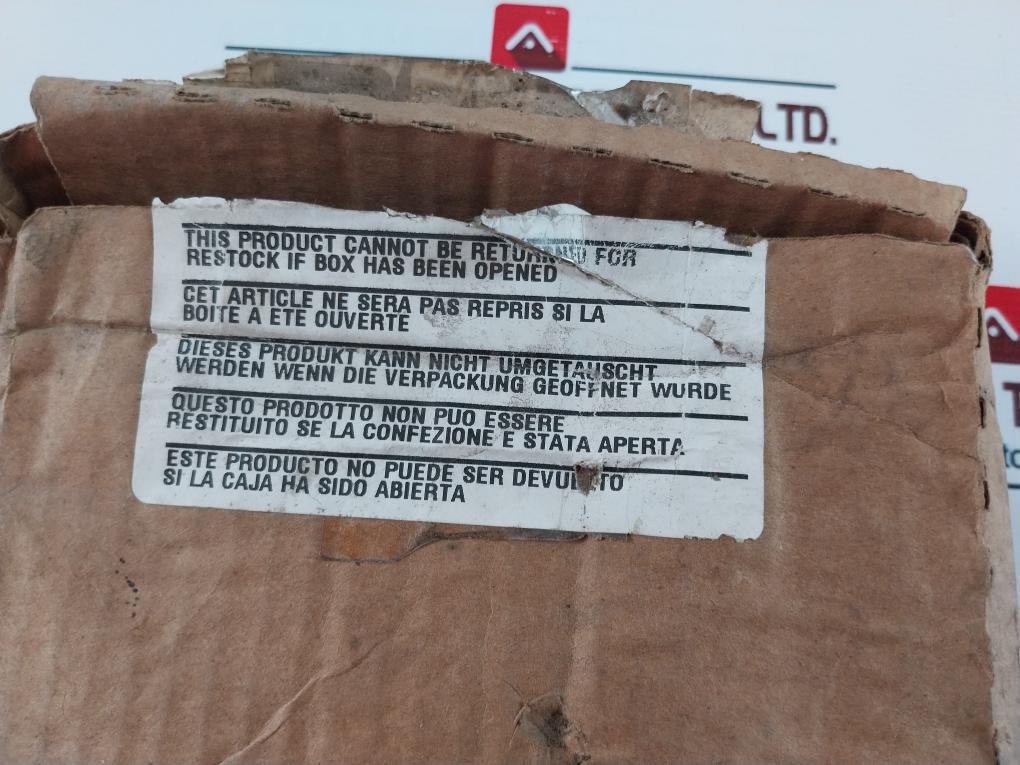 LTD.
THIS PRODUCT CANNOT BE RETURNED FOR
RESTOCK IF BOX HAS BEEN OPENED
CET ARTICLE NE SERA PAS REPRIS SI LA
BOITE A ETE OUVERTE
DIESES PRODUKT KANN NICHT UMGETAUSCHT
WERDEN WENN DIE VERPACKUNG GEOFFNET WURDE
QUESTO PRODOTTO NON PUO ESSERE
RESTITUITO SE LA CONFEZIONE E STATA APERTA
ESTE PRODUCTO NO PUEDE SER DEVUELTO
SI LA CAJA HA SIDO ABIERTA